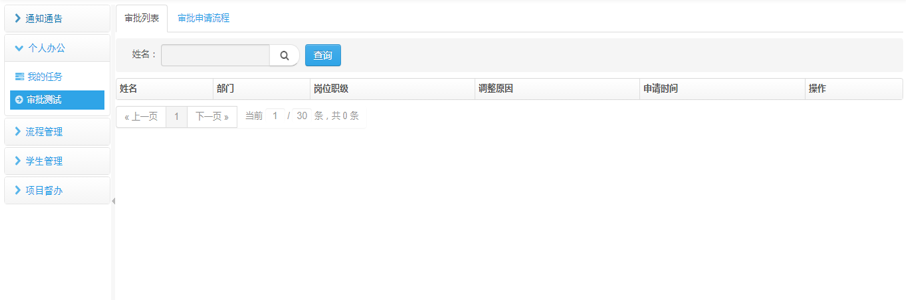 通知通告
个人办公
我的任务
审批测试
流程管理
学生管理
项目督办
审批列表 审批申请流程
姓名： 查询
姓名 部门 岗位职级 调整原因 申请时间 操作
« 上一页 1 下一页 » 当前 1 / 30 条，共 0 条